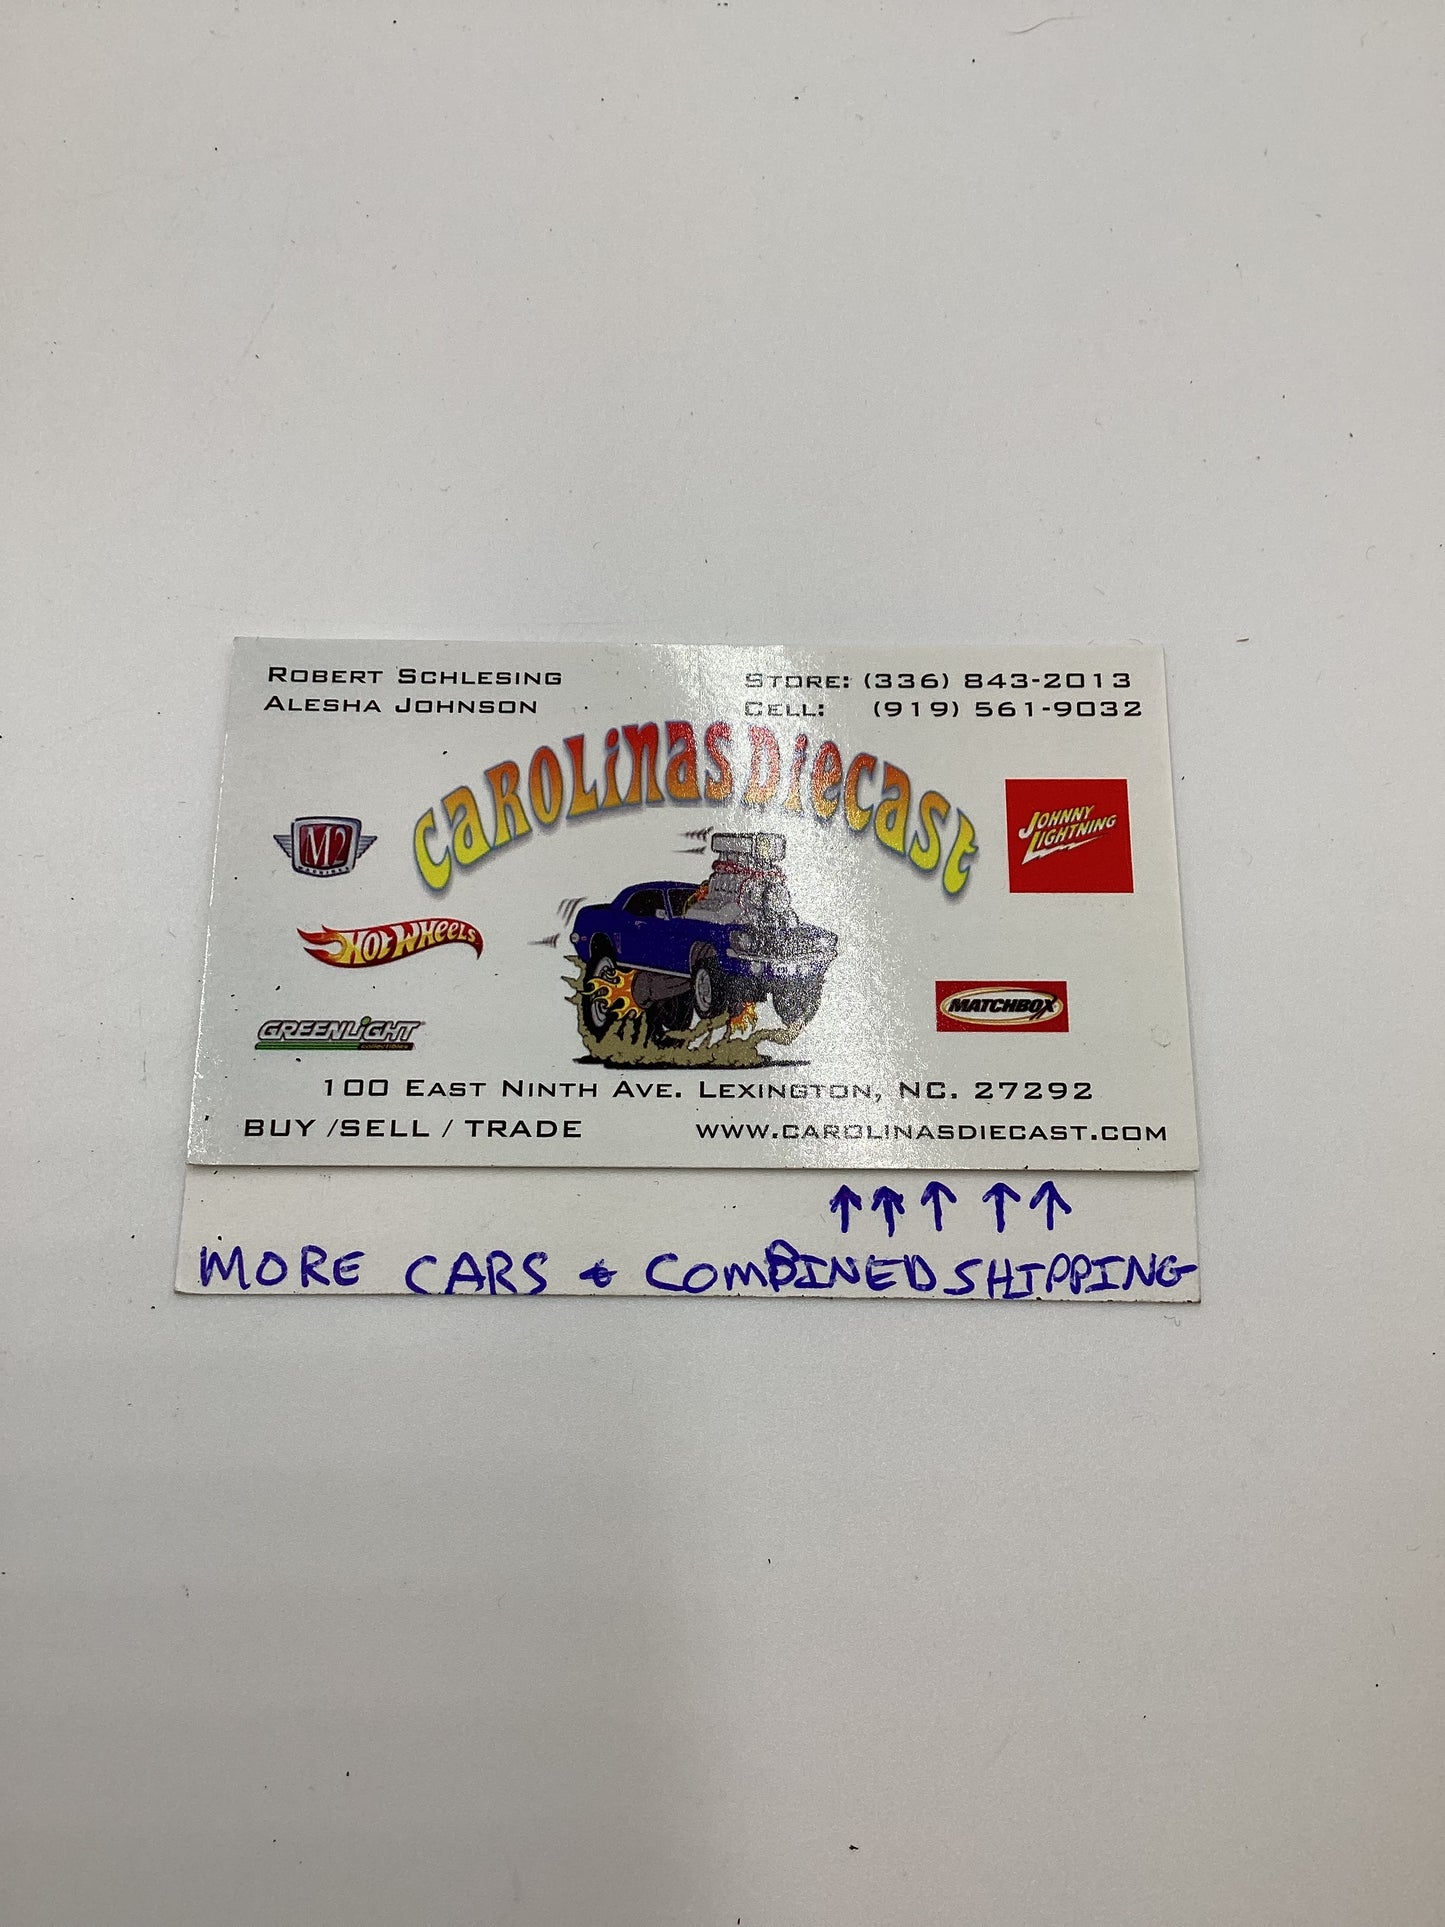 ROBERT SCHLESING
ALESHA JOHNSON
STORE: (336) 843-2013
CELL: (919) 561-9032
CAROLINAS DIECAST
M2
MACHINES
JOHNNY
LIGHTNING
HOT WHEELS
MATCHBOX
GREENLIGHT
collectibles
100 EAST NINTH AVE. LEXINGTON, NC. 27292
BUY /SELL / TRADE
WWW.CAROLINASDIECAST.COM
↑↑↑ ↑↑
MORE CARS & COMBINED SHIPPING